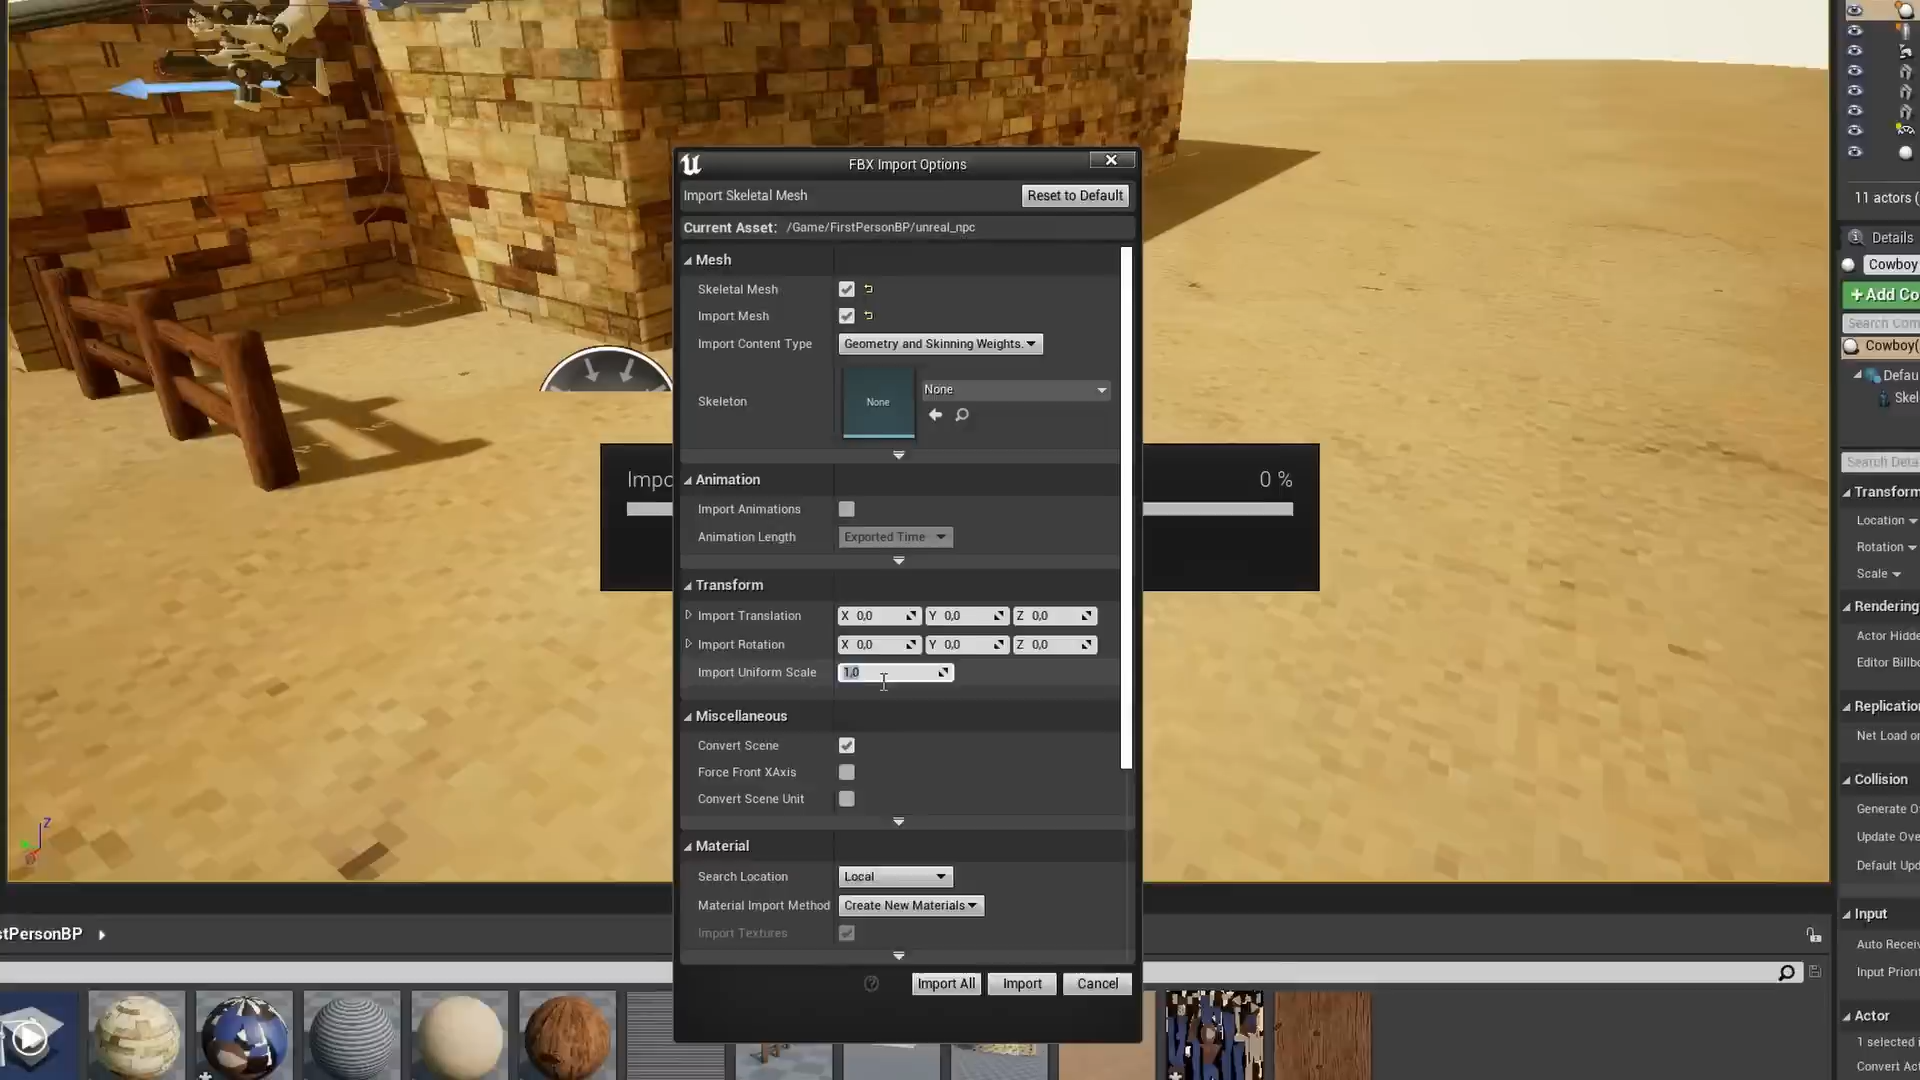 FBX Import Options
Import Skeletal Mesh
Reset to Default
Current Asset: /Game/FirstPersonBP/unreal_npc
Mesh
Skeletal Mesh
Import Mesh
Import Content Type
Geometry and Skinning Weights.
Skeleton
None
None
Animation
Import Animations
Animation Length
Exported Time
Transform
Import Translation
X 0,0
Y 0,0
Z 0,0
Import Rotation
X 0,0
Y 0,0
Z 0,0
Import Uniform Scale
1,0
Miscellaneous
Convert Scene
Force Front XAxis
Convert Scene Unit
Material
Search Location
Local
Material Import Method
Create New Materials
Import Textures
Import All
Import
Cancel
Impo
0 %
Z
stPersonBP
11 actors (
Details
Cowboy
+Add Co
Search Com
Cowboy(
Defau
Skel
Search Deta
Transform
Location
Rotation
Scale
Rendering
Actor Hidde
Editor Billbo
Replicatio
Net Load o
Collision
Generate O
Update Ove
Default Upd
Input
Auto Recei
Input Priori
Actor
1 selected i
Convert Ac